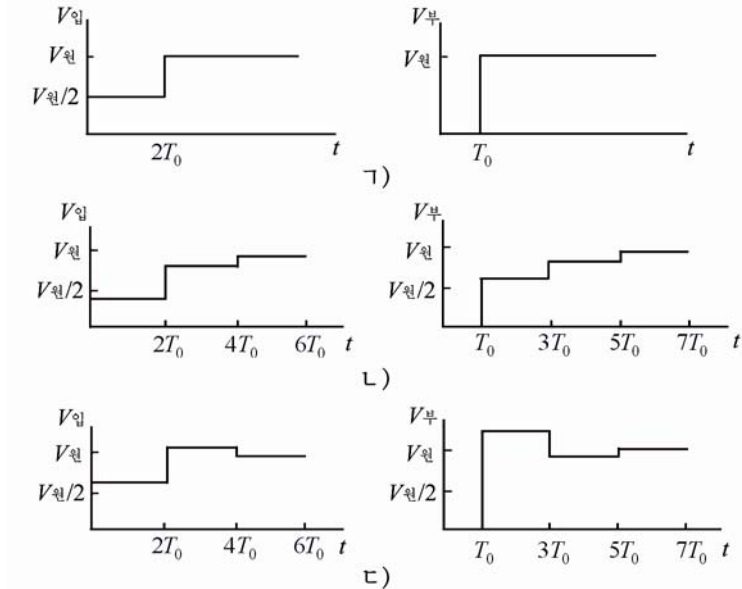 V입 V부
V원 V원
V원/2
2T₀ t T₀ t
ㄱ)
V입 V부
V원 V원
V원/2 V원/2
2T₀ 4T₀ 6T₀ t T₀ 3T₀ 5T₀ 7T₀ t
ㄴ)
V입 V부
V원 V원
V원/2 V원/2
2T₀ 4T₀ 6T₀ t T₀ 3T₀ 5T₀ 7T₀ t
ㄷ)